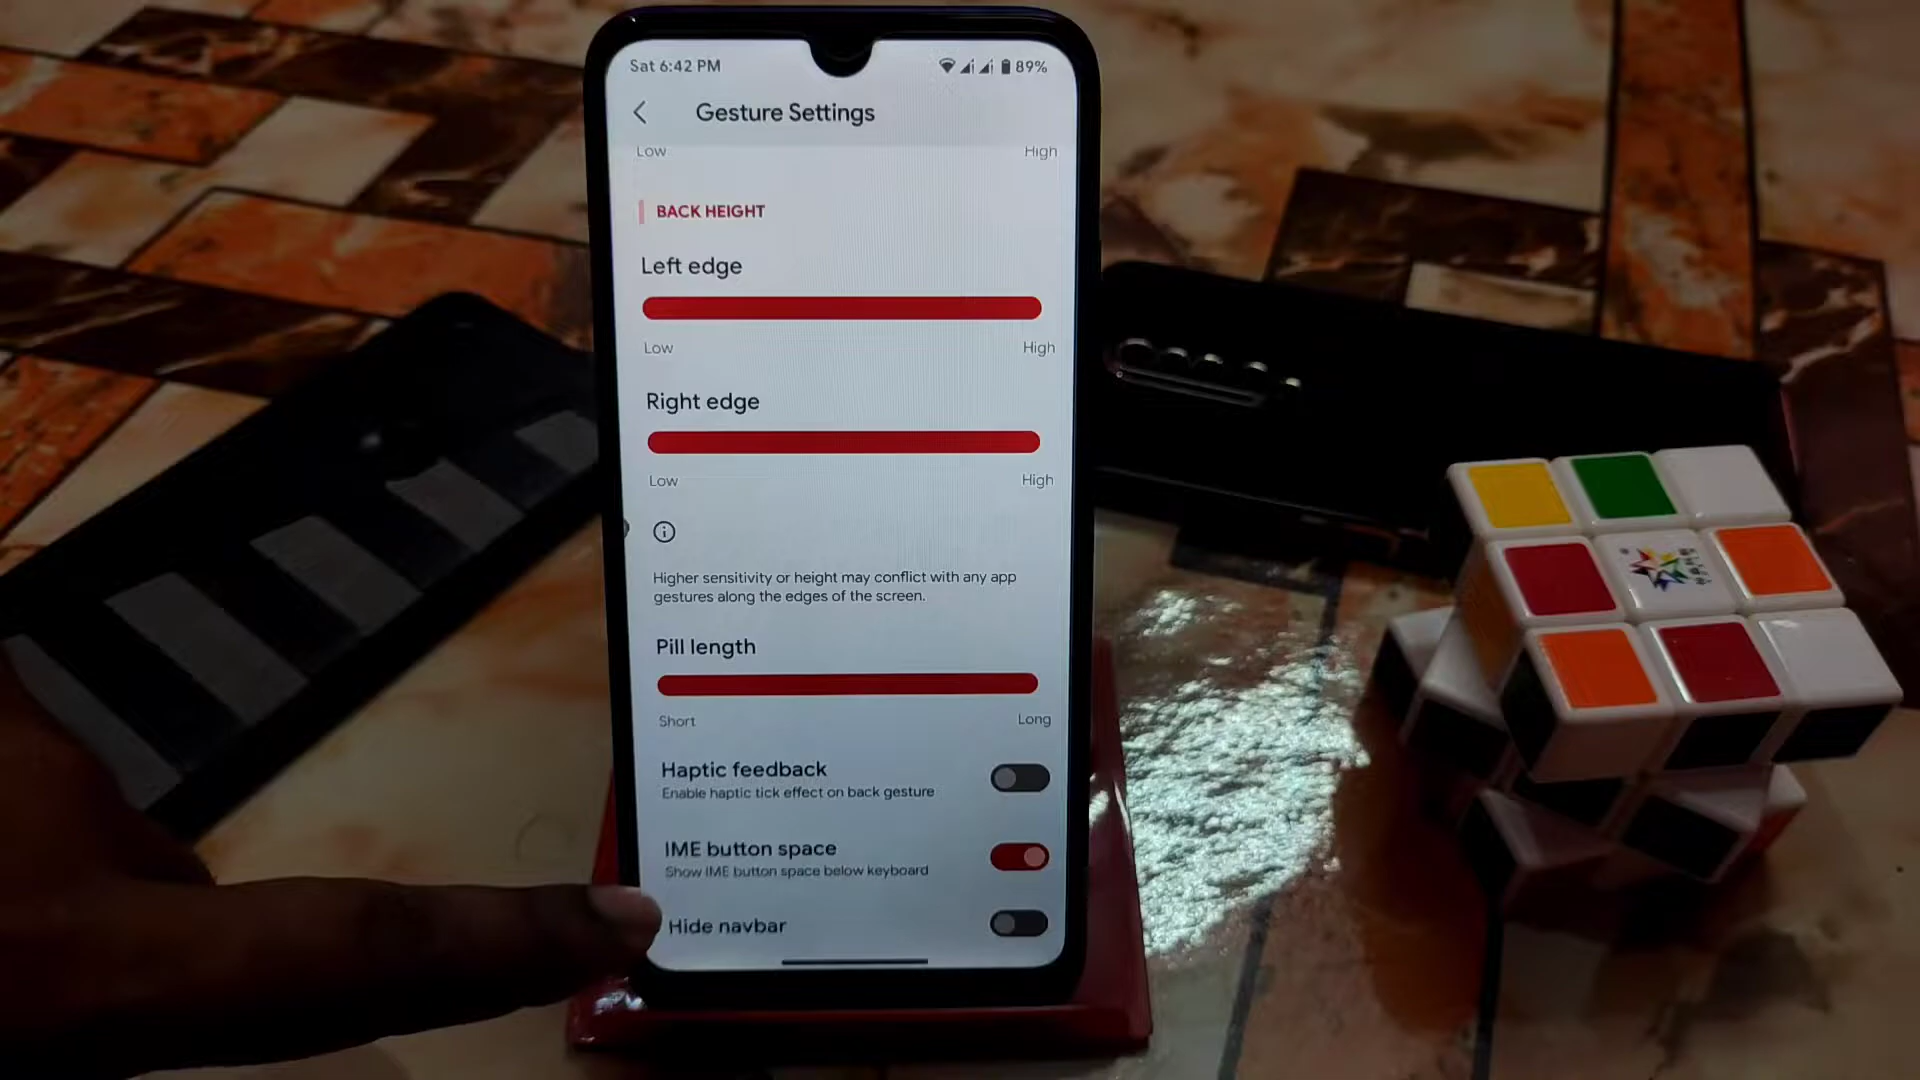 Sat 6:42 PM
89%
Gesture Settings
Low
High
BACK HEIGHT
Left edge
Low
High
Right edge
Low
High
Higher sensitivity or height may conflict with any app
gestures along the edges of the screen.
Pill length
Short
Long
Haptic feedback
Enable haptic tick effect on back gesture
IME button space
Show IME button space below keyboard
Hide navbar